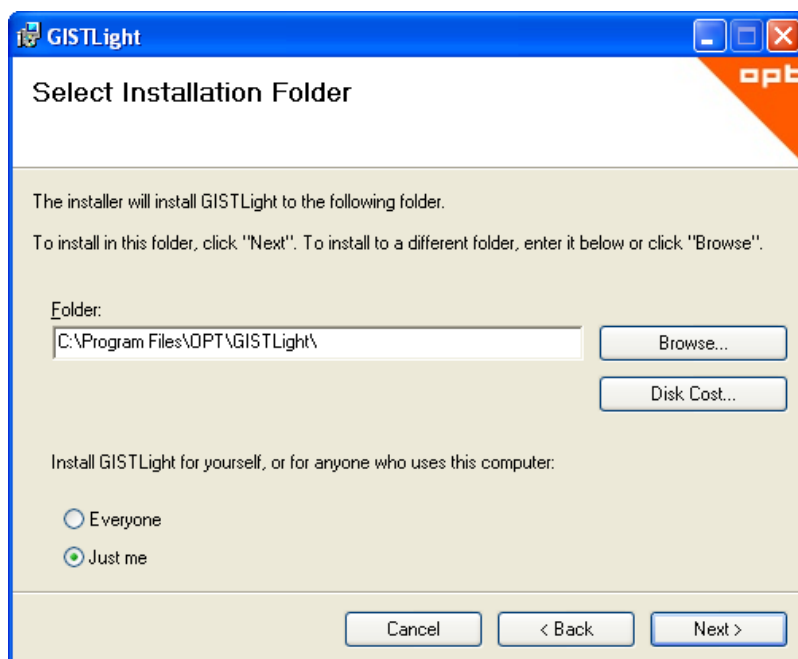 GISTLight
opt
Select Installation Folder
The installer will install GISTLight to the following folder.
To install in this folder, click "Next". To install to a different folder, enter it below or click "Browse".
Folder:
C:\Program Files\OPT\GISTLight\
Browse...
Disk Cost...
Install GISTLight for yourself, or for anyone who uses this computer:
Everyone
Just me
Cancel
< Back
Next >